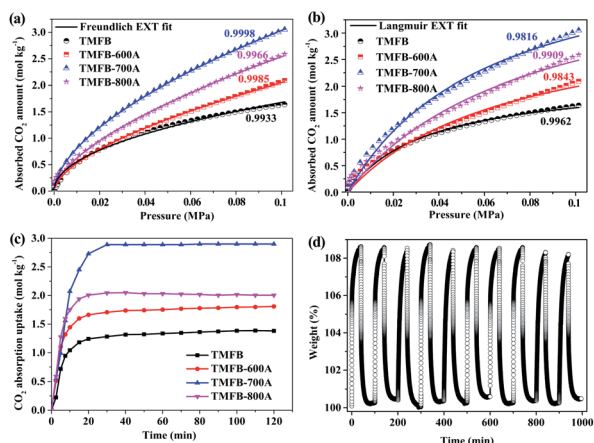 (a)
Freundlich EXT fit
TMFB
TMFB-600A
TMFB-700A
TMFB-800A
0.9998
0.9966
0.9985
0.9933
Absorbed CO2 amount (mol kg-1)
3.0
2.5
2.0
1.5
1.0
0.5
0.0
0 0.02 0.04 0.06 0.08 0.1
Pressure (MPa)
(b)
Langmuir EXT fit
TMFB
TMFB-600A
TMFB-700A
TMFB-800A
0.9816
0.9909
0.9843
0.9962
Absorbed CO2 amount (mol kg-1)
3.0
2.5
2.0
1.5
1.0
0.5
0.0
0 0.02 0.04 0.06 0.08 0.1
Pressure (MPa)
(c)
CO2 absorption uptake (mol kg-1)
3.0
2.5
2.0
1.5
1.0
0.5
0.0
TMFB
TMFB-600A
TMFB-700A
TMFB-800A
0 20 40 60 80 100 120
Time (min)
(d)
Weight (%)
108
106
104
102
100
0 200 400 600 800 1000
Time (min)